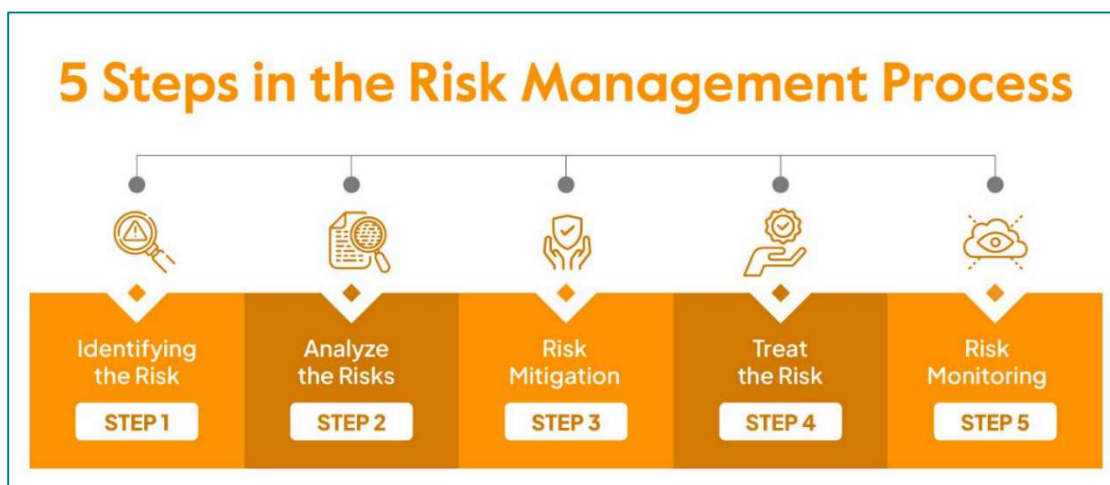 5 Steps in the Risk Management Process
Identifying
the Risk
STEP 1
Analyze
the Risks
STEP 2
Risk
Mitigation
STEP 3
Treat
the Risk
STEP 4
Risk
Monitoring
STEP 5